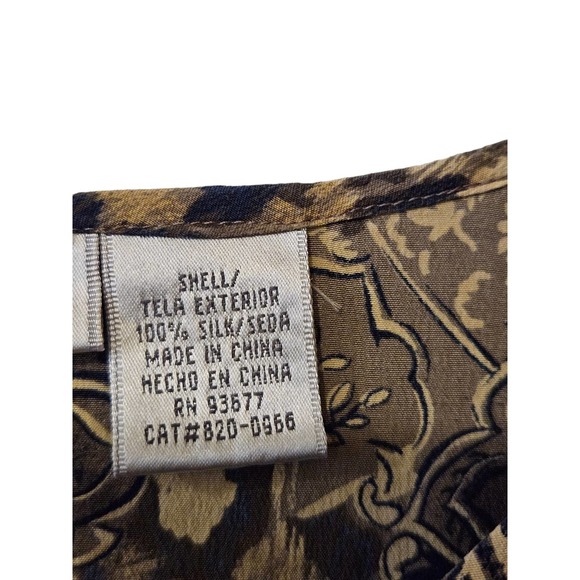 SHELL/
TELA EXTERIOR
100% SILK/SEDA
MADE IN CHINA
HECHO EN CHINA
RN 93677
CAT#820-0966